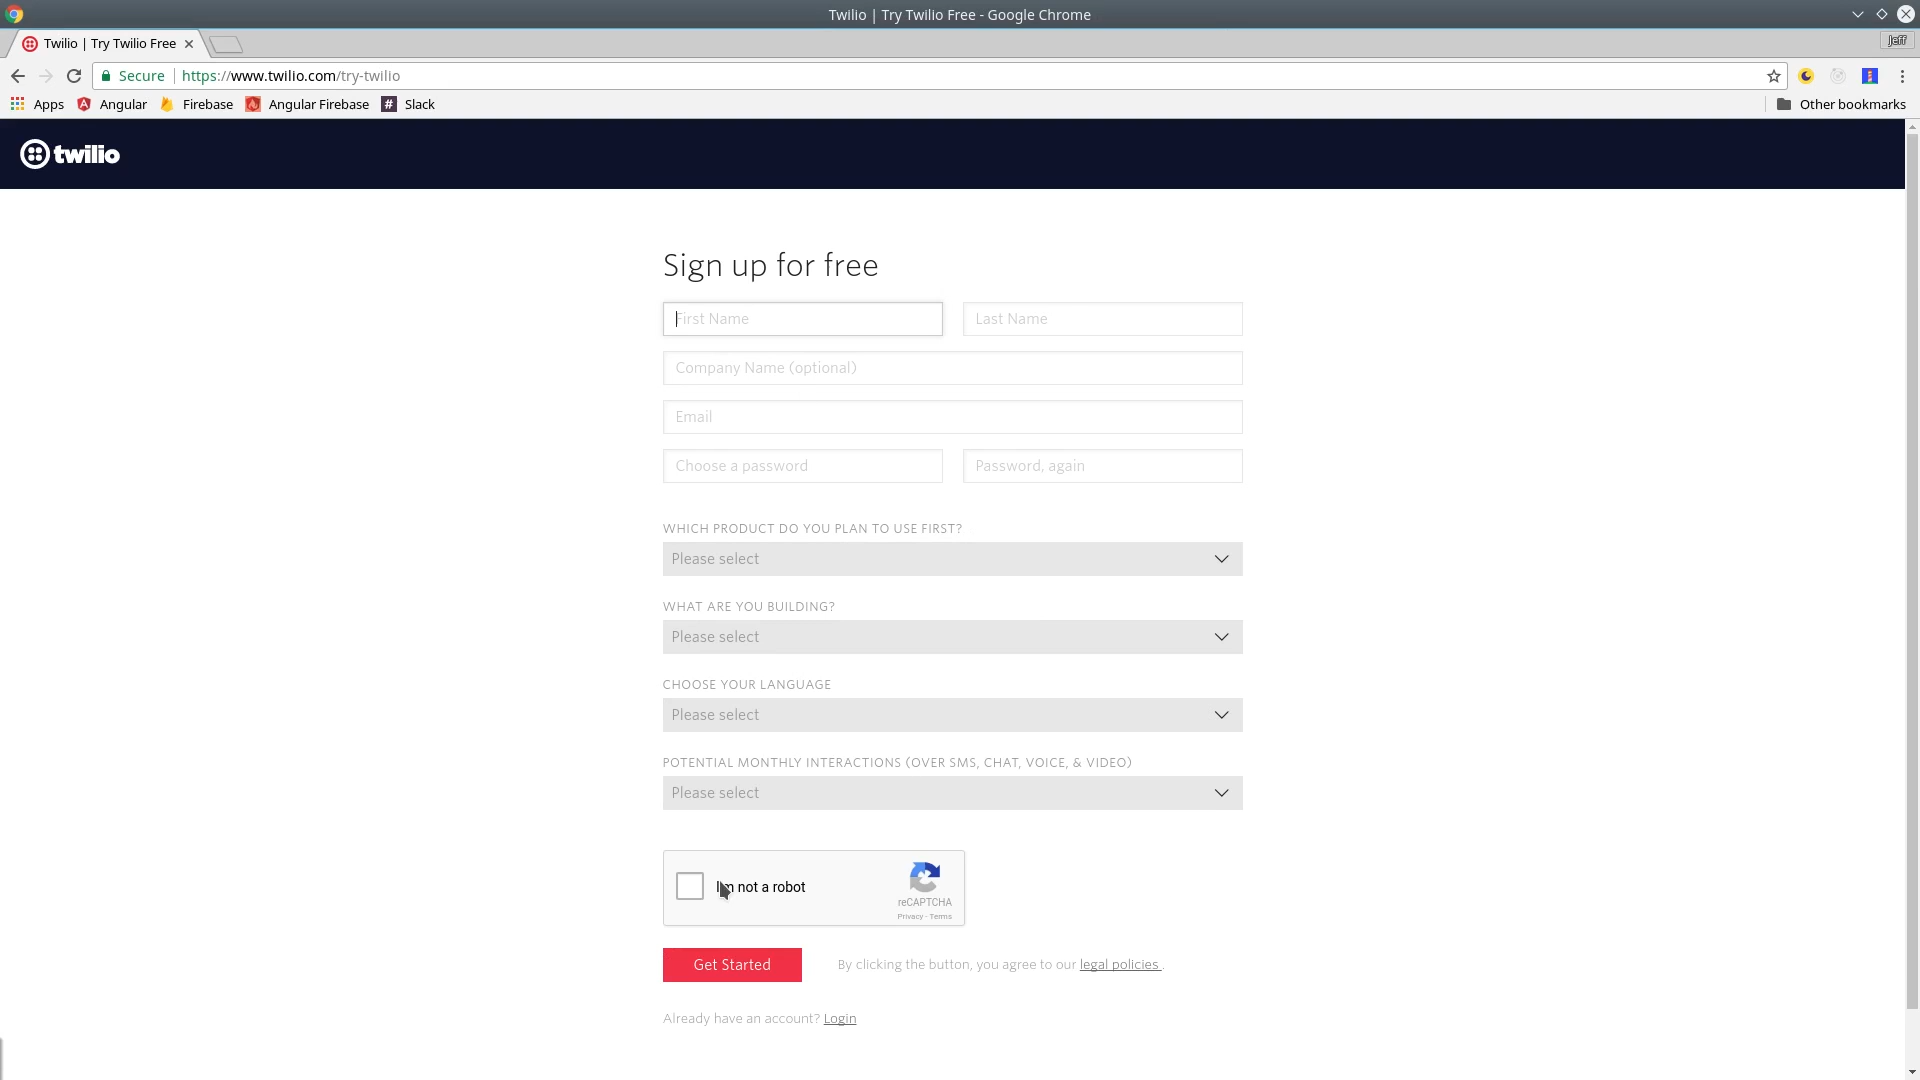 Twilio | Try Twilio Free - Google Chrome
Twilio | Try Twilio Free
Jeff
Secure https://www.twilio.com/try-twilio
Apps Angular Firebase Angular Firebase # Slack Other bookmarks
twilio
Sign up for free
First Name Last Name
Company Name (optional)
Email
Choose a password Password, again
WHICH PRODUCT DO YOU PLAN TO USE FIRST?
Please select
WHAT ARE YOU BUILDING?
Please select
CHOOSE YOUR LANGUAGE
Please select
POTENTIAL MONTHLY INTERACTIONS (OVER SMS, CHAT, VOICE, & VIDEO)
Please select
I'm not a robot
reCAPTCHA
Privacy - Terms
Get Started By clicking the button, you agree to our legal policies .
Already have an account? Login